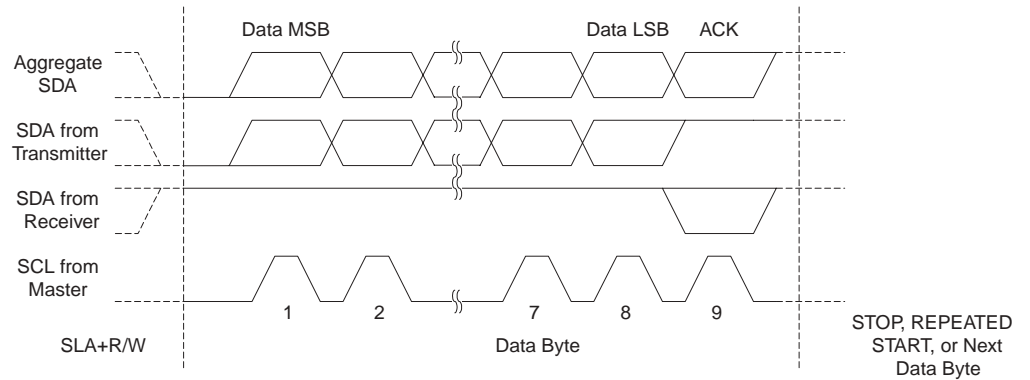 Data MSB
Data LSB
ACK
Aggregate
SDA
SDA from
Transmitter
SDA from
Receiver
SCL from
Master
1
2
7
8
9
SLA+R/W
Data Byte
STOP, REPEATED
START, or Next
Data Byte